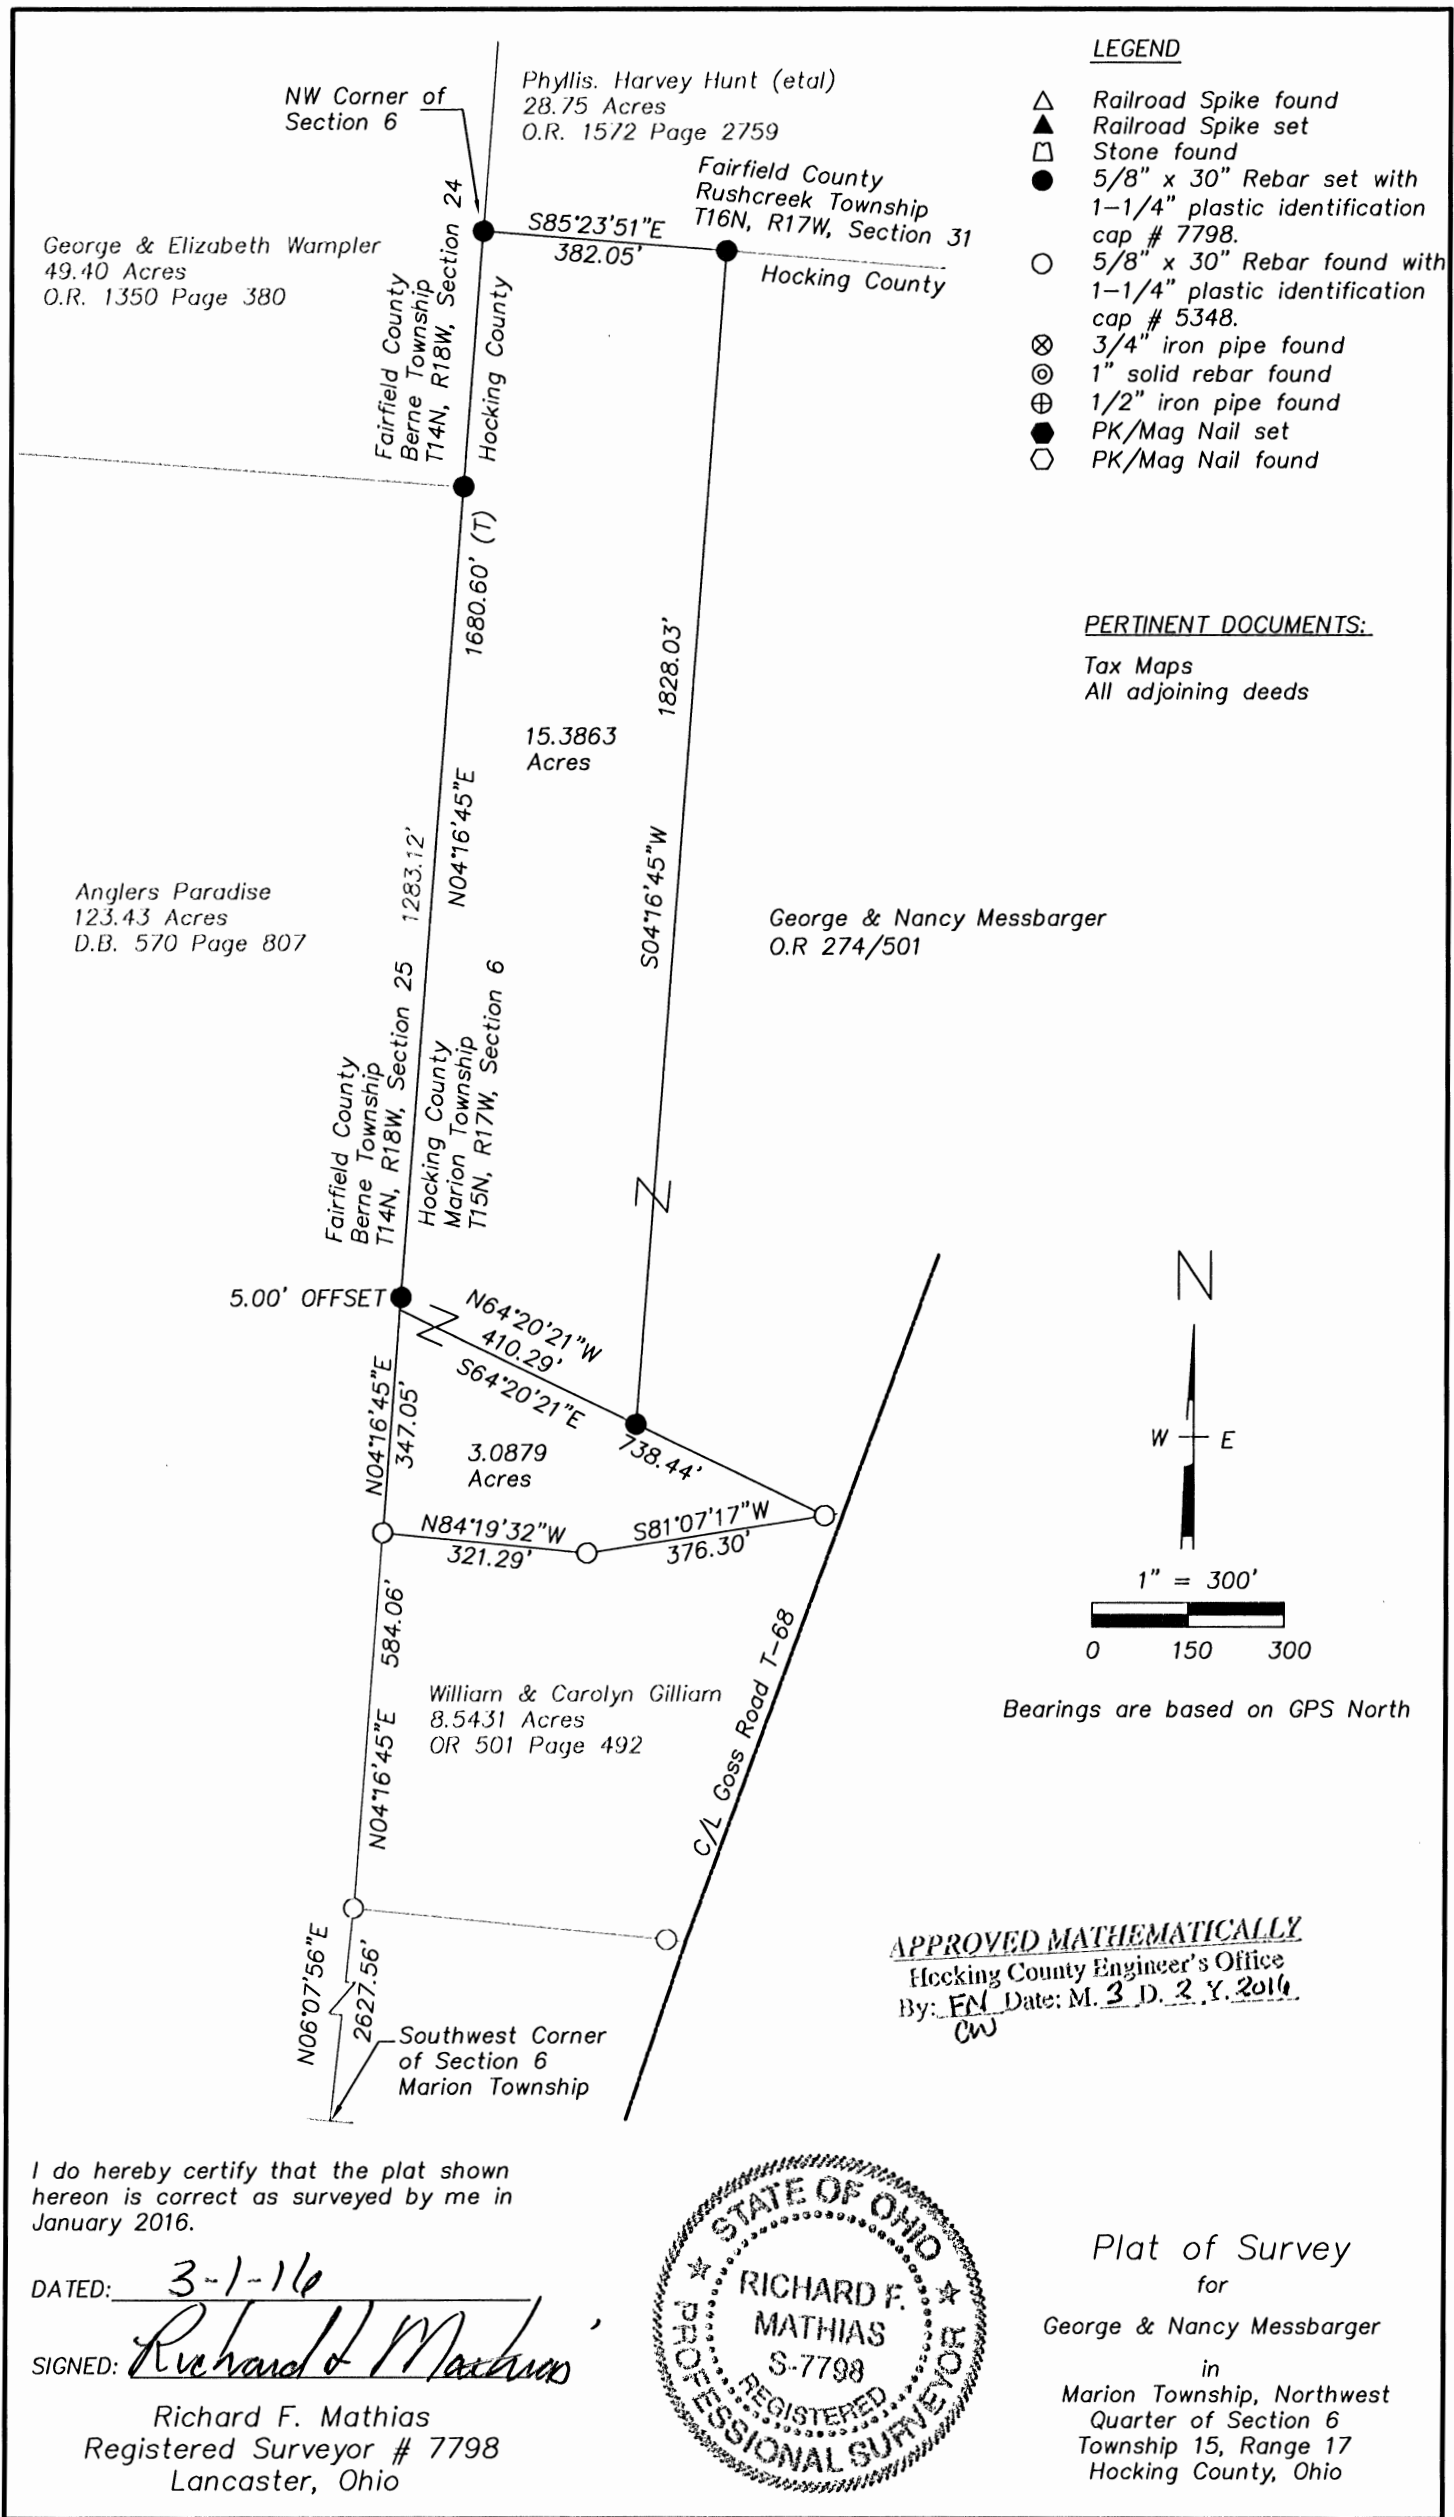 NW Corner of
Section 6
Phyllis. Harvey Hunt (etal)
28.75 Acres
O.R. 1572 Page 2759
Fairfield County
Rushcreek Township
T16N, R17W, Section 31
S85°23'51"E
382.05'
Hocking County
George & Elizabeth Wampler
49.40 Acres
O.R. 1350 Page 380
Fairfield County
Berne Township
T14N, R18W, Section 24
Hocking County
LEGEND
Railroad Spike found
Railroad Spike set
Stone found
5/8" x 30" Rebar set with
1-1/4" plastic identification
cap # 7798.
5/8" x 30" Rebar found with
1-1/4" plastic identification
cap # 5348.
3/4" iron pipe found
1" solid rebar found
1/2" iron pipe found
PK/Mag Nail set
PK/Mag Nail found
PERTINENT DOCUMENTS:
Tax Maps
All adjoining deeds
1680.60' (T)
N04°16'45"E
1828.03'
S04°16'45"W
15.3863
Acres
1283.12'
Anglers Paradise
123.43 Acres
D.B. 570 Page 807
George & Nancy Messbarger
O.R 274/501
Fairfield County
Berne Township
T14N, R18W, Section 25
Hocking County
Marion Township
T15N, R17W, Section 6
5.00' OFFSET
N64°20'21"W
410.29'
S64°20'21"E
738.44'
N04°16'45"E
347.05'
3.0879
Acres
N84°19'32"W
321.29'
S81°07'17"W
376.30'
N
W E
1" = 300'
0 150 300
Bearings are based on GPS North
584.06'
N04°16'45"E
William & Carolyn Gilliam
8.5431 Acres
OR 501 Page 492
C/L Goss Road T-68
N06°07'56"E
2627.56'
Southwest Corner
of Section 6
Marion Township
APPROVED MATHEMATICALLY
Hocking County Engineer's Office
By: FN Date: M. 3 D. 2 Y. 2016
CW
I do hereby certify that the plat shown
hereon is correct as surveyed by me in
January 2016.
DATED: 3-1-16
SIGNED: Richard F Mathias
Richard F. Mathias
Registered Surveyor # 7798
Lancaster, Ohio
STATE OF OHIO
RICHARD F.
MATHIAS
S-7798
REGISTERED
PROFESSIONAL SURVEYOR
Plat of Survey
for
George & Nancy Messbarger
in
Marion Township, Northwest
Quarter of Section 6
Township 15, Range 17
Hocking County, Ohio